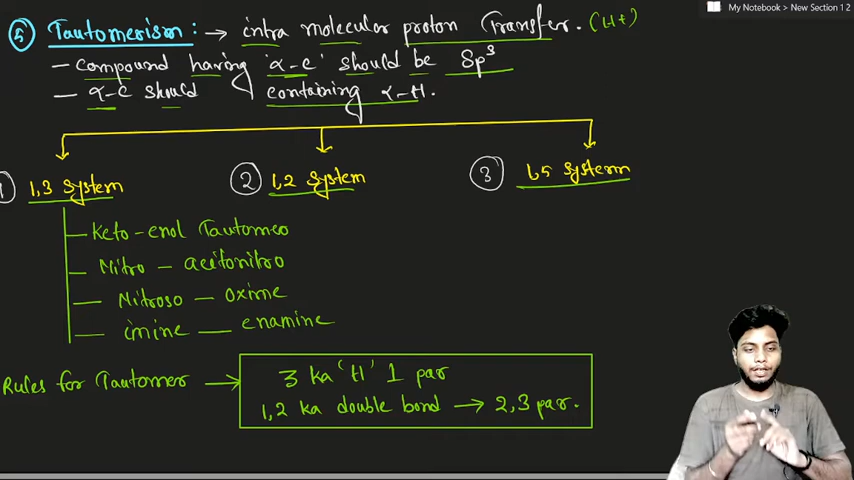 My Notebook > New Section 1 2
⑤ Tautomerism : → intra molecular proton Transfer. (H+)
- compound having 'α-c' should be Sp³
- α-c should containing α-H.
① 1,3 System
② 1,2 System
③ 1,5 System
Keto-enol Tautomeo
Nitro - acitonitro
Nitroso - oxime
imine — enamine
Rules for Tautomer → 3 ka 'H' 1 par
1,2 ka double bond → 2,3 par.